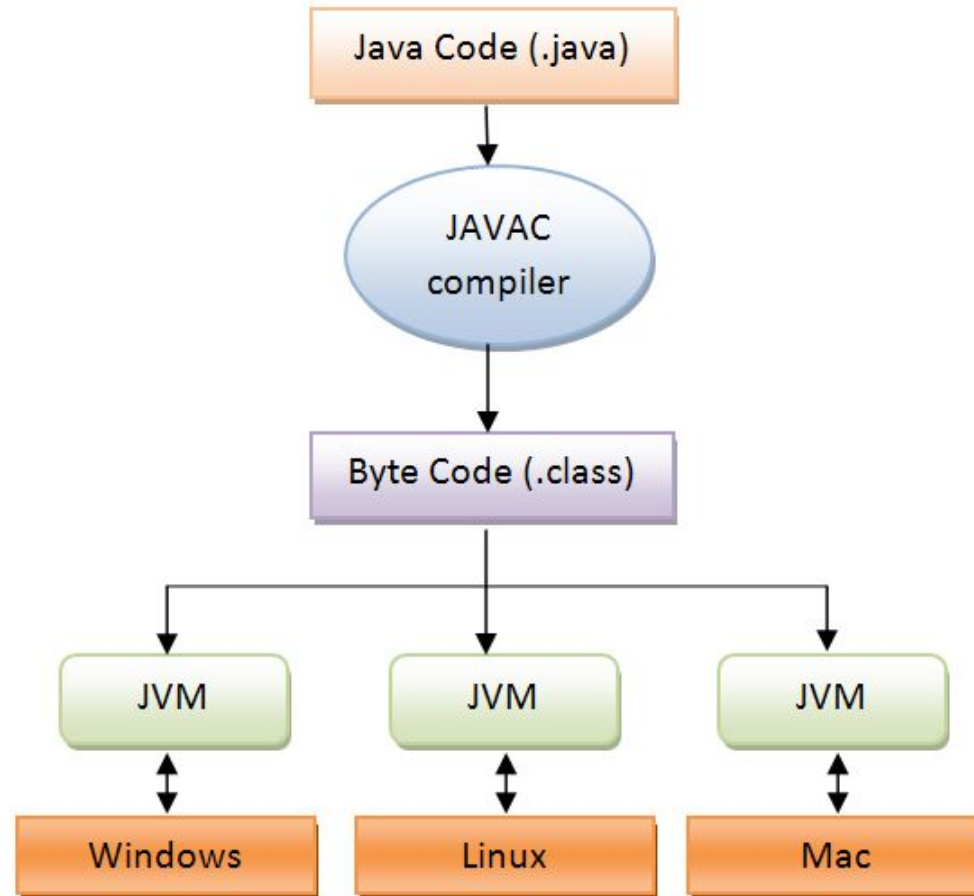 Java Code (.java)
JAVAC
compiler
Byte Code (.class)
JVM
JVM
JVM
Windows
Linux
Mac